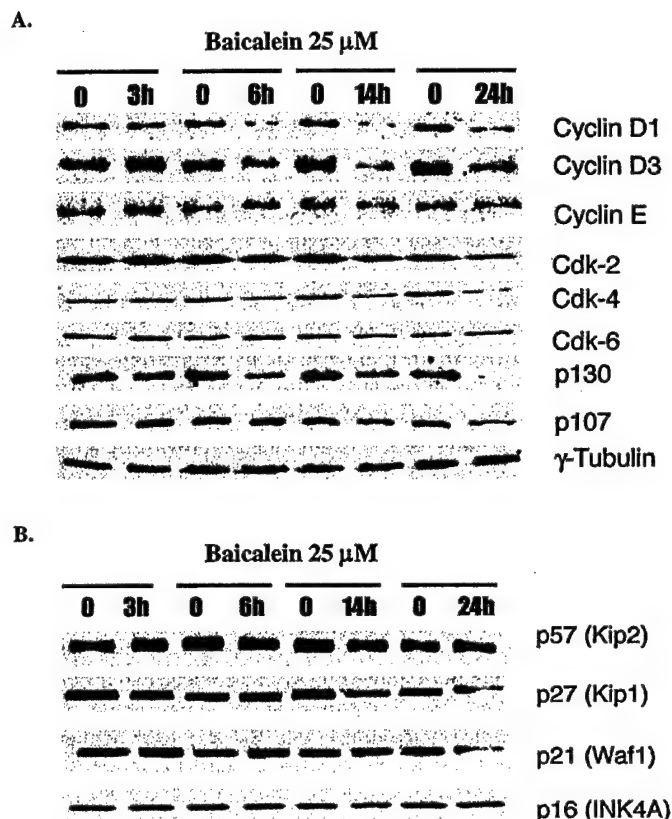 A.
Baicalein 25 µM
0 3h 0 6h 0 14h 0 24h
Cyclin D1
Cyclin D3
Cyclin E
Cdk-2
Cdk-4
Cdk-6
p130
p107
γ-Tubulin
B.
Baicalein 25 µM
0 3h 0 6h 0 14h 0 24h
p57 (Kip2)
p27 (Kip1)
p21 (Waf1)
p16 (INK4A)